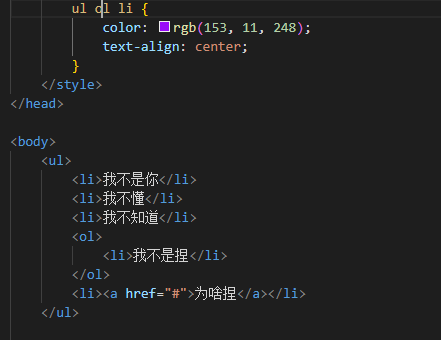 ul ol li {
color: rgb(153, 11, 248);
text-align: center;
}
</style>
</head>
<body>
<ul>
<li>我不是你</li>
<li>我不懂</li>
<li>我不知道</li>
<ol>
<li>我不是捏</li>
</ol>
<li><a href="#">为啥捏</a></li>
</ul>